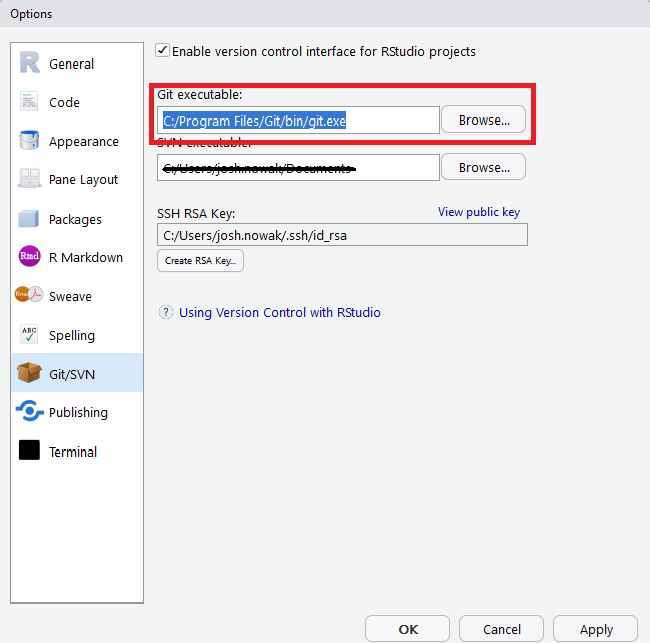 Options
General
Code
Appearance
Pane Layout
Packages
Rmd R Markdown
Sweave
ABC Spelling
Git/SVN
Publishing
Terminal
Enable version control interface for RStudio projects
Git executable:
C:/Program Files/Git/bin/git.exe
Browse...
SVN executable:
C:/Users/josh.nowak/Documents
Browse...
SSH RSA Key:
View public key
C:/Users/josh.nowak/.ssh/id_rsa
Create RSA Key...
? Using Version Control with RStudio
OK
Cancel
Apply